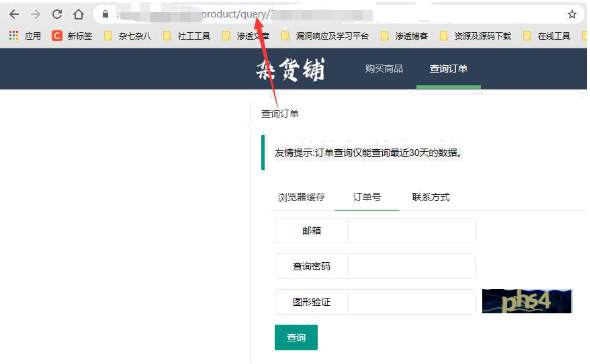 product/query/
应用 新标签 杂七杂八 社工工具 渗透文章 漏洞响应及学习平台 渗透博客 资源及源码下载 在线工具
杂货铺 购买商品 查询订单
查询订单
友情提示:订单查询仅能查询最近30天的数据。
浏览器缓存 订单号 联系方式
邮箱
查询密码
图形验证 phs4
查询